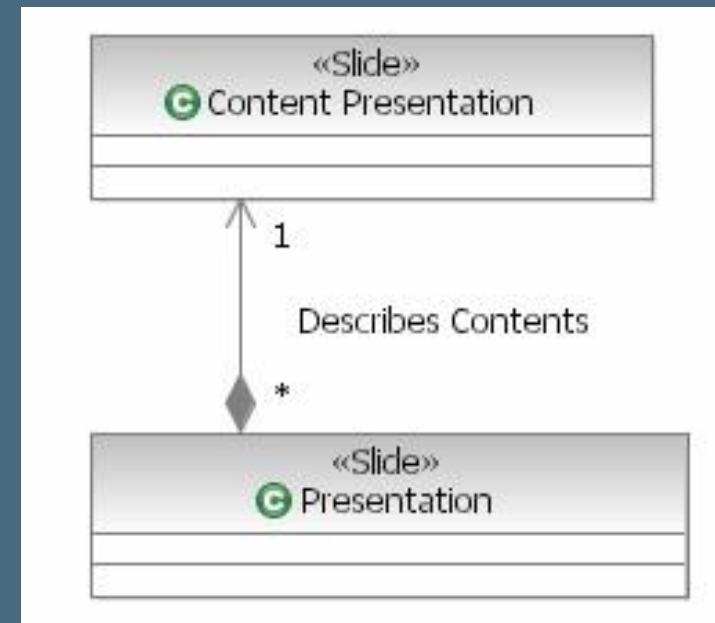 «Slide»
C Content Presentation
1
Describes Contents
*
«Slide»
C Presentation